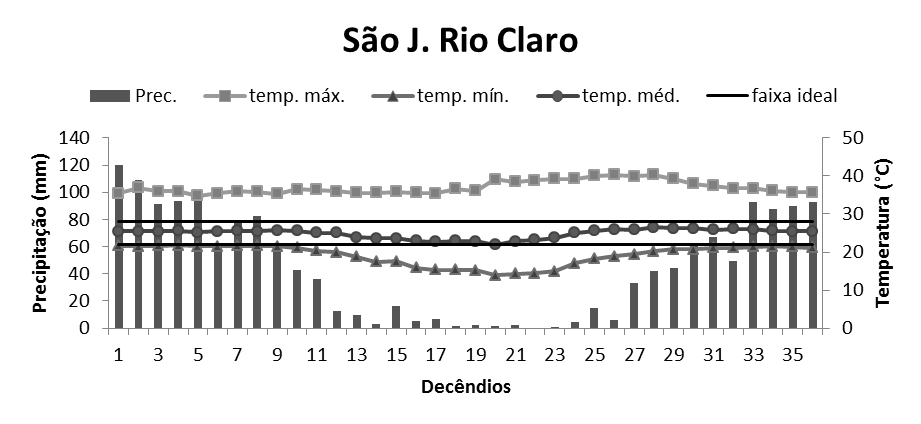 São J. Rio Claro
Prec. temp. máx. temp. mín. temp. méd. faixa ideal
Precipitação (mm)
140
120
100
80
60
40
20
0
50
40
30
20
10
0
Temperatura (°C)
1 3 5 7 9 11 13 15 17 19 21 23 25 27 29 31 33 35
Decêndios